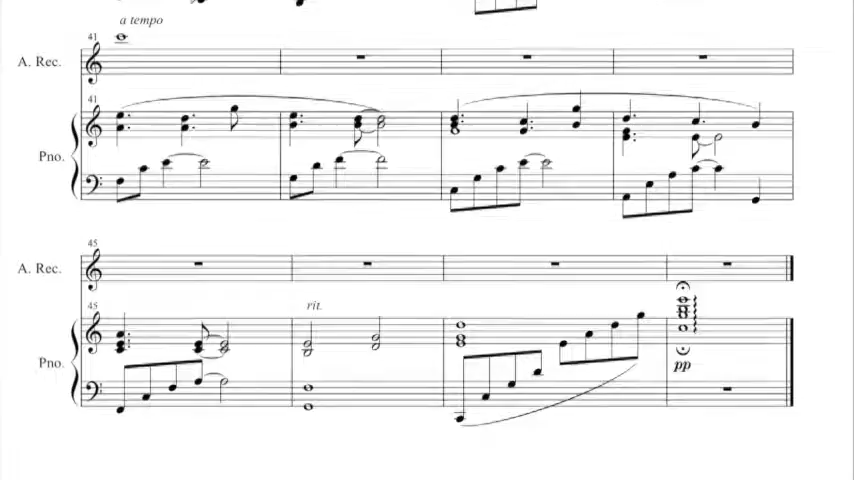 a tempo
41
A. Rec.
41
Pno.
45
A. Rec.
45
rit.
Pno.
pp